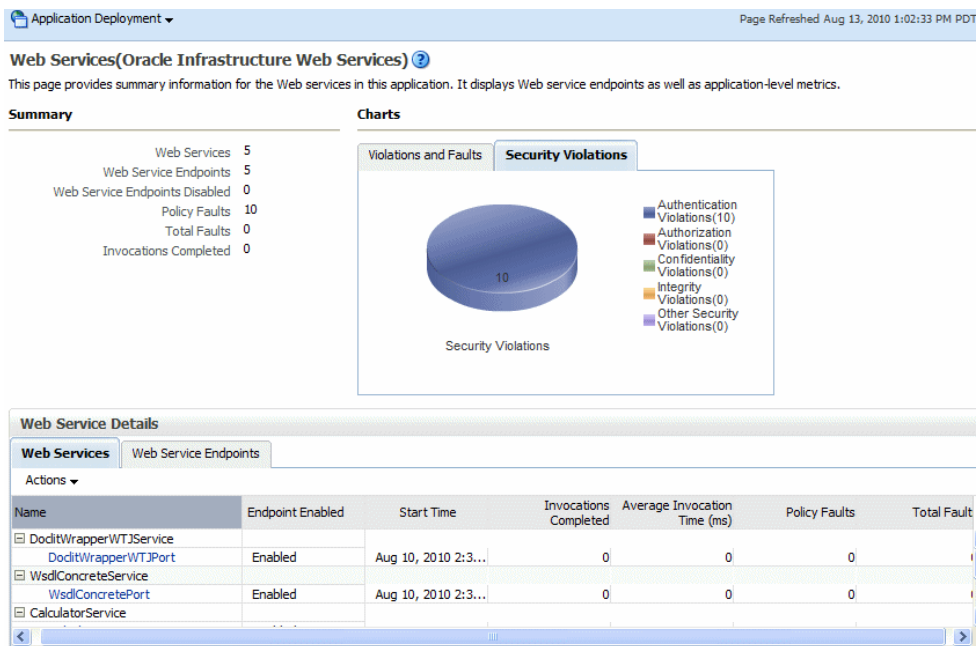 Application Deployment
Page Refreshed Aug 13, 2010 1:02:33 PM PDT
Web Services(Oracle Infrastructure Web Services) ?
This page provides summary information for the Web services in this application. It displays Web service endpoints as well as application-level metrics.
Summary
Web Services 5
Web Service Endpoints 5
Web Service Endpoints Disabled 0
Policy Faults 10
Total Faults 0
Invocations Completed 0
Charts
Violations and Faults
Security Violations
10
Security Violations
Authentication
Violations(10)
Authorization
Violations(0)
Confidentiality
Violations(0)
Integrity
Violations(0)
Other Security
Violations(0)
Web Service Details
Web Services
Web Service Endpoints
Actions
Name Endpoint Enabled Start Time Invocations Completed Average Invocation Time (ms) Policy Faults Total Fault
DoclitWrapperWTJService
DoclitWrapperWTJPort Enabled Aug 10, 2010 2:3... 0 0 0
WsdlConcreteService
WsdlConcretePort Enabled Aug 10, 2010 2:3... 0 0 0
CalculatorService